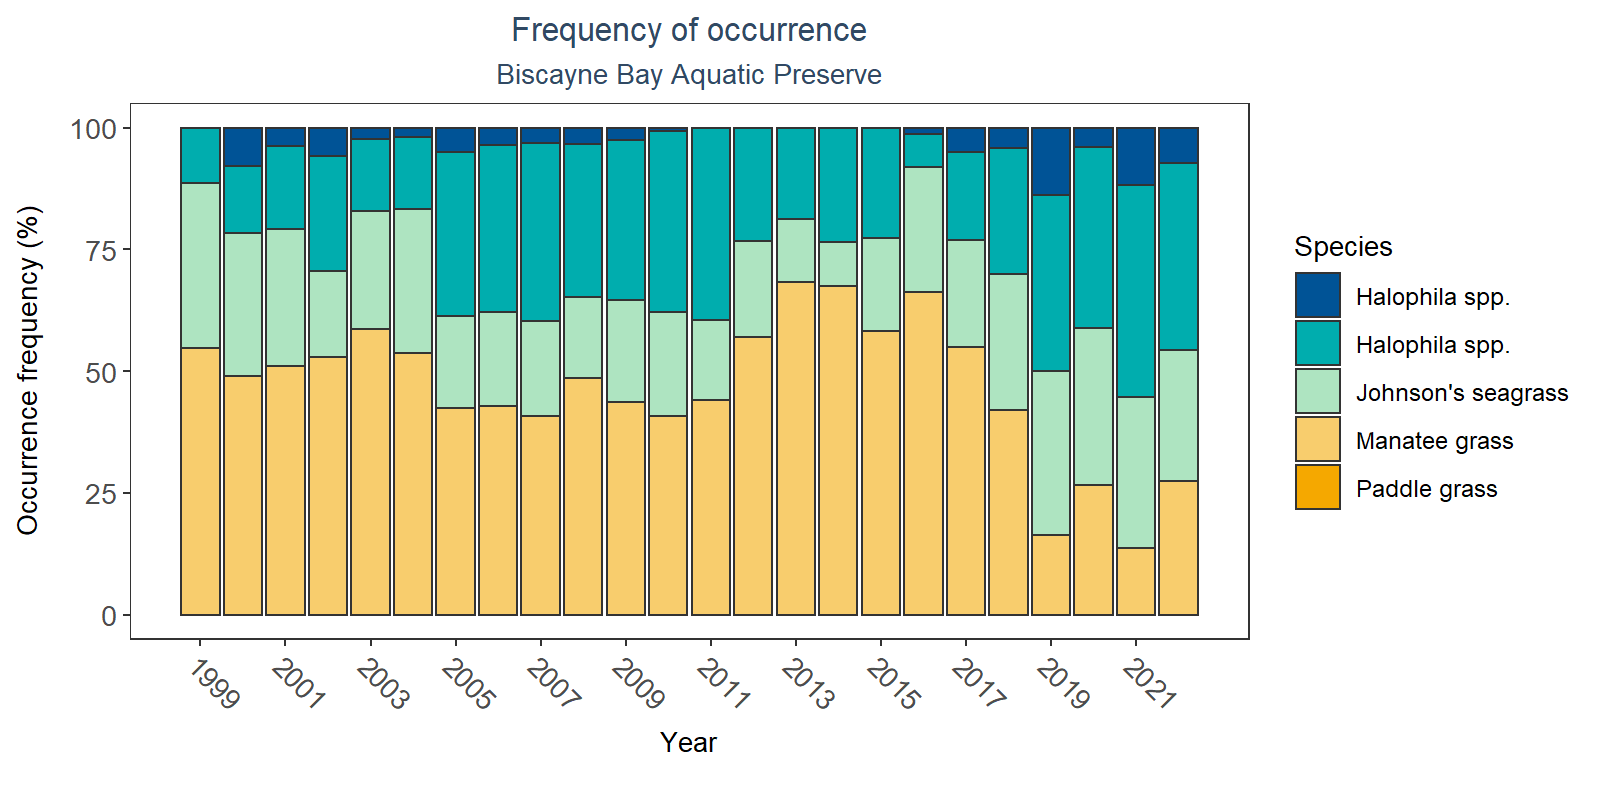 Frequency of occurrence
Biscayne Bay Aquatic Preserve
Occurrence frequency (%)
100
75
50
25
0
1999
2001
2003
2005
2007
2009
2011
2013
2015
2017
2019
2021
Year
Species
Halophila spp.
Halophila spp.
Johnson's seagrass
Manatee grass
Paddle grass